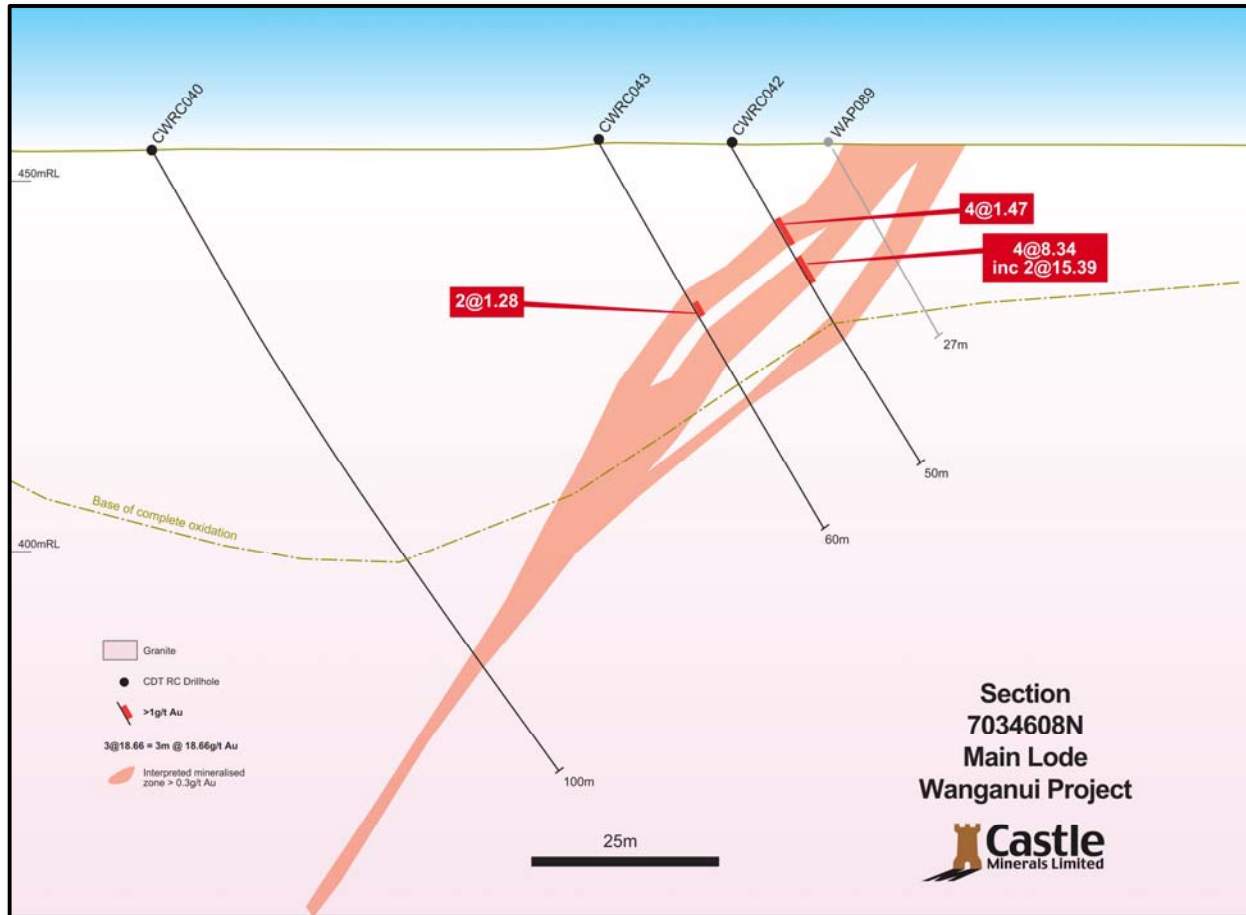 CWRC040
CWRC043
CWRC042
WAP089
450mRL
4@1.47
4@8.34
inc 2@15.39
2@1.28
27m
50m
Base of complete oxidation
60m
400mRL
Granite
CDT RC Drillhole
>1g/t Au
3@18.66 = 3m @ 18.66g/t Au
Interpreted mineralised
zone > 0.3g/t Au
100m
25m
Section
7034608N
Main Lode
Wanganui Project
Castle
Minerals Limited